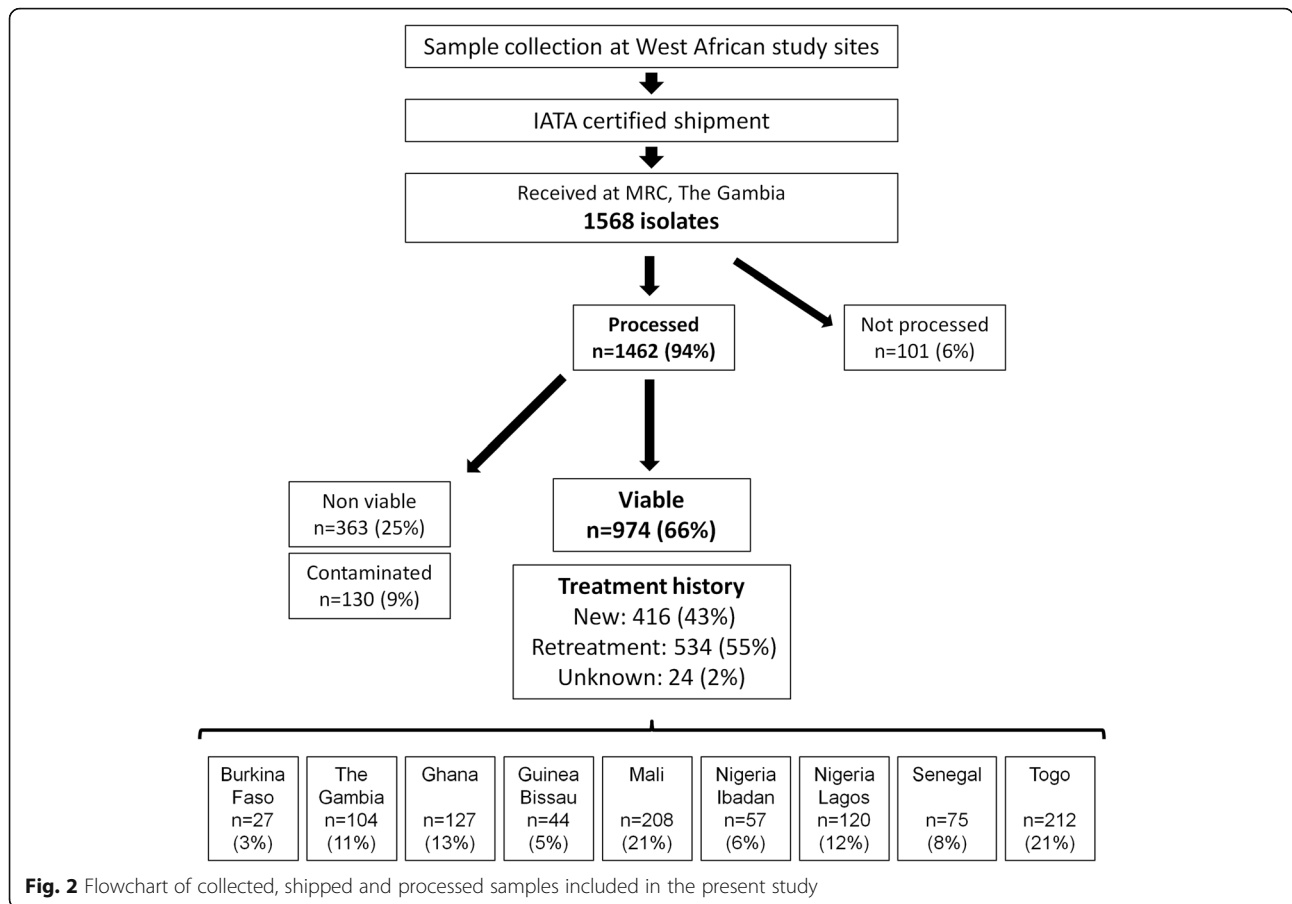 Sample collection at West African study sites
IATA certified shipment
Received at MRC, The Gambia
1568 isolates
Processed
n=1462 (94%)
Not processed
n=101 (6%)
Non viable
n=363 (25%)
Contaminated
n=130 (9%)
Viable
n=974 (66%)
Treatment history
New: 416 (43%)
Retreatment: 534 (55%)
Unknown: 24 (2%)
Burkina
Faso
n=27
(3%)
The
Gambia
n=104
(11%)
Ghana
n=127
(13%)
Guinea
Bissau
n=44
(5%)
Mali
n=208
(21%)
Nigeria
Ibadan
n=57
(6%)
Nigeria
Lagos
n=120
(12%)
Senegal
n=75
(8%)
Togo
n=212
(21%)
Fig. 2 Flowchart of collected, shipped and processed samples included in the present study